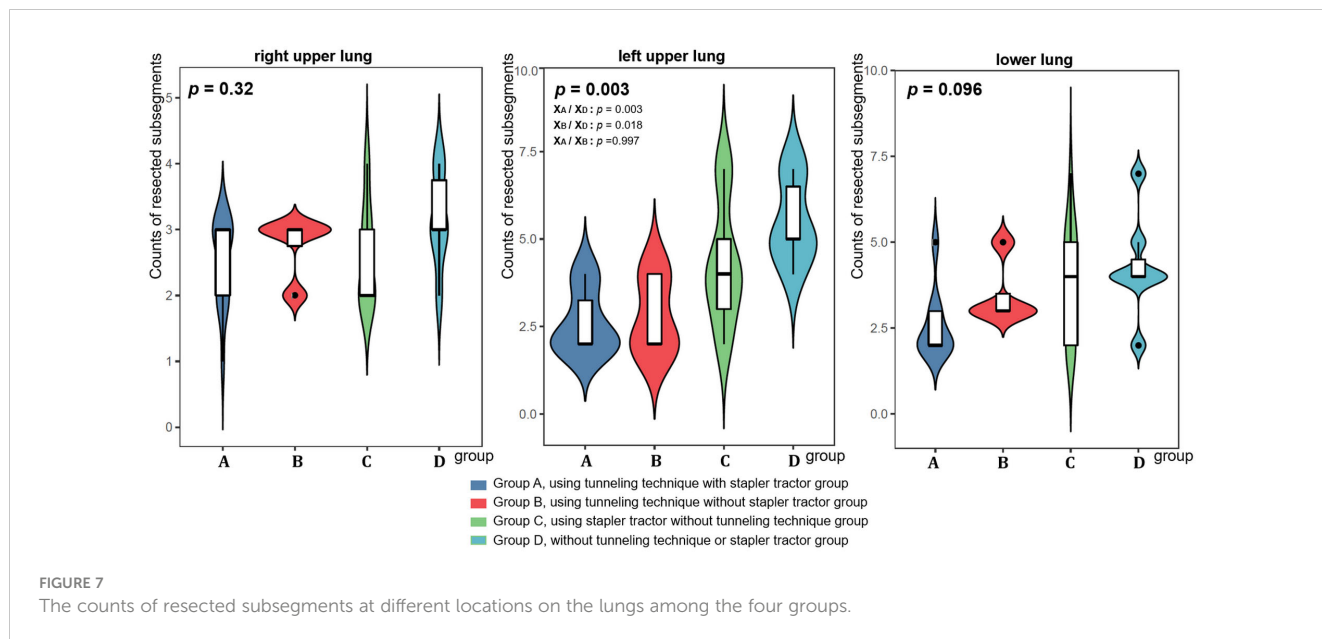 right upper lung
Counts of resected subsegments
p = 0.32
5
4
3
2
1
0
A B C D group
left upper lung
Counts of resected subsegments
10.0
p = 0.003
XA / XD : p = 0.003
XB / XD : p = 0.018
XA / XB : p =0.997
7.5
5.0
2.5
0.0
A B C D group
lower lung
Counts of resected subsegments
10.0
p = 0.096
7.5
5.0
2.5
0.0
A B C D group
Group A, using tunneling technique with stapler tractor group
Group B, using tunneling technique without stapler tractor group
Group C, using stapler tractor without tunneling technique group
Group D, without tunneling technique or stapler tractor group
FIGURE 7
The counts of resected subsegments at different locations on the lungs among the four groups.